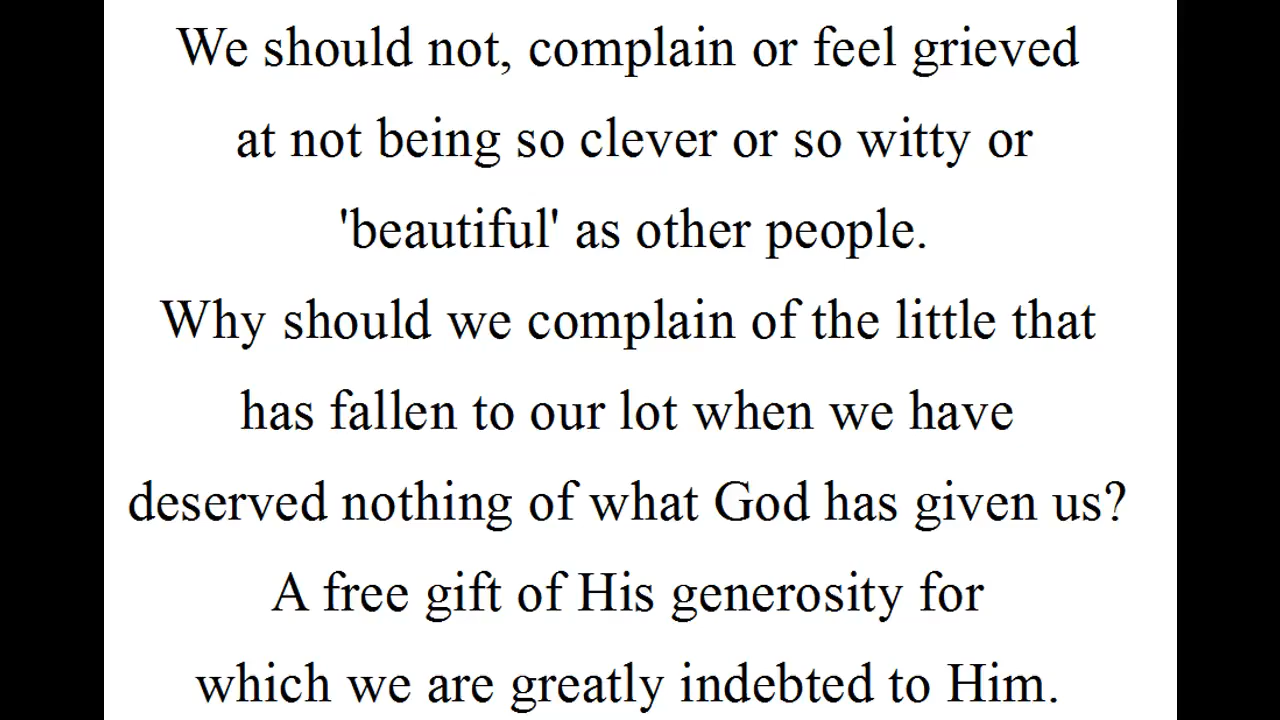 We should not, complain or feel grieved
at not being so clever or so witty or
'beautiful' as other people.
Why should we complain of the little that
has fallen to our lot when we have
deserved nothing of what God has given us?
A free gift of His generosity for
which we are greatly indebted to Him.